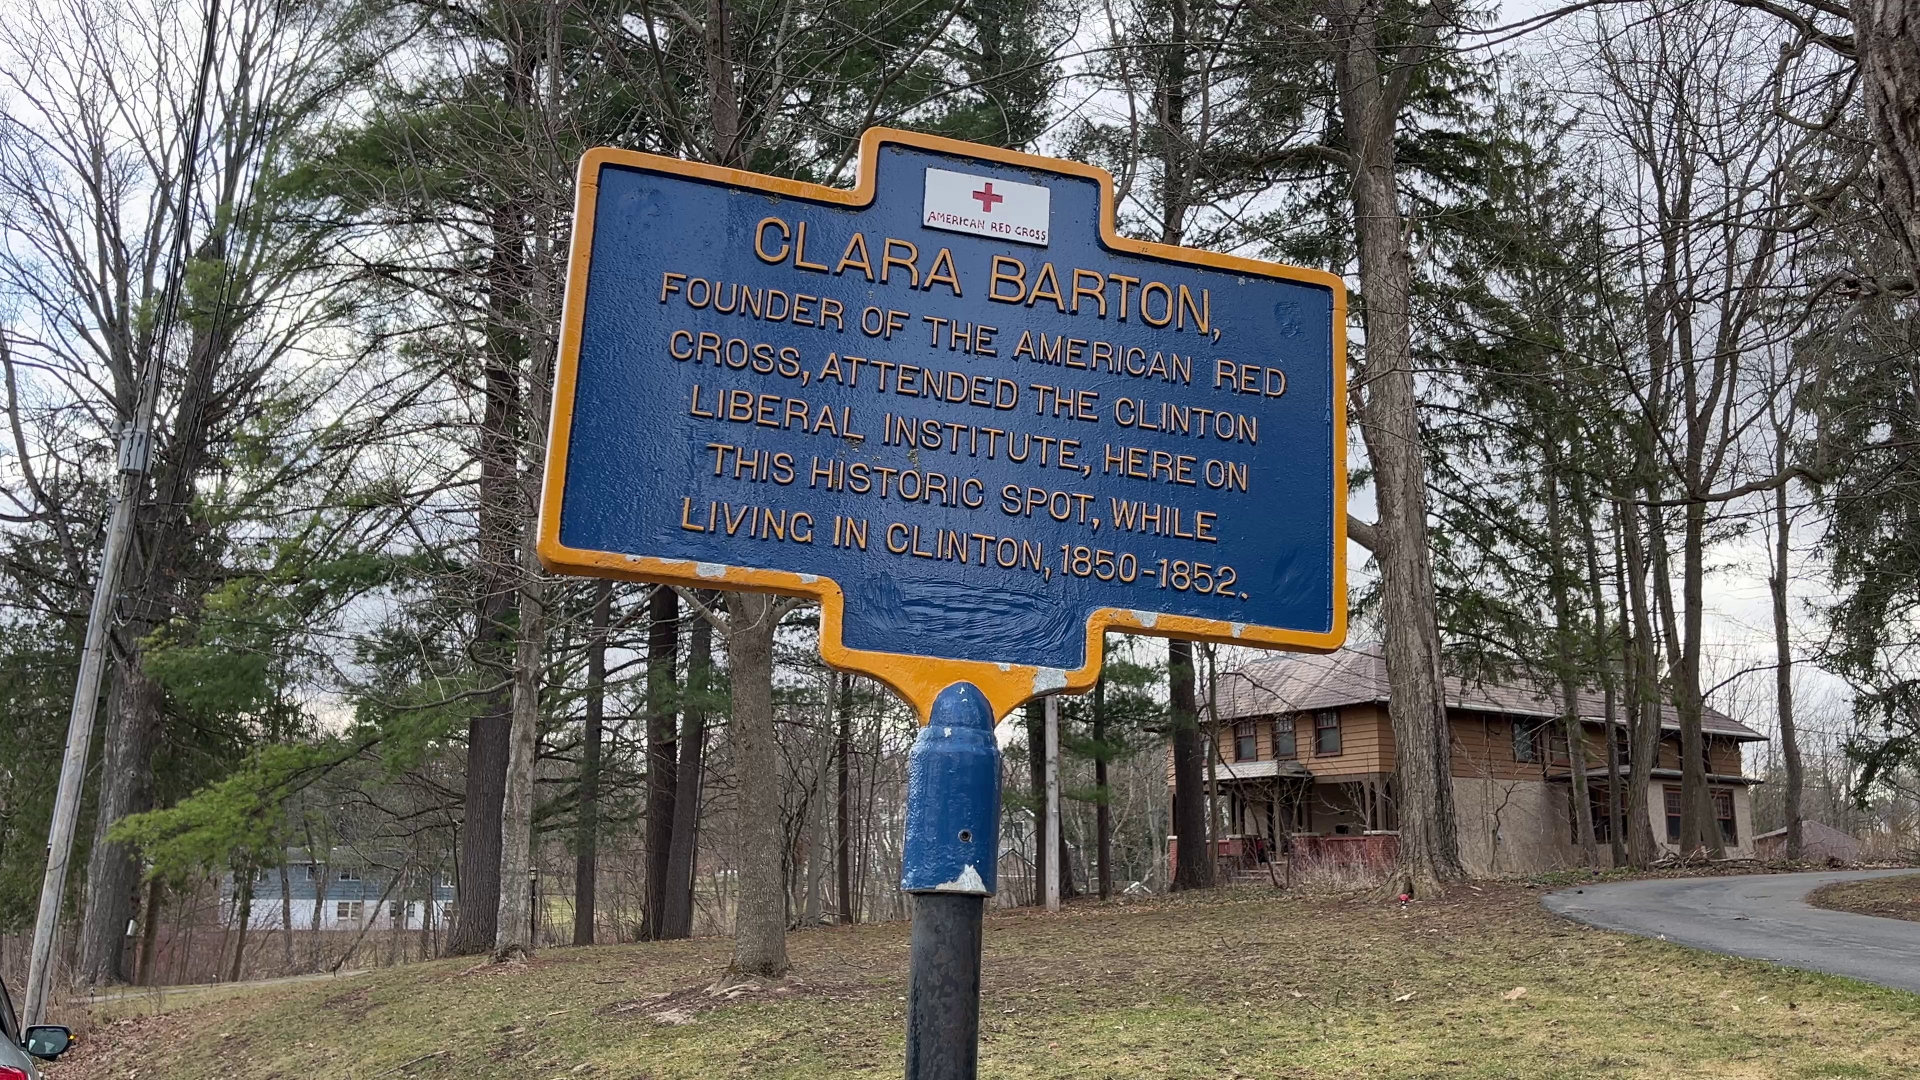 AMERICAN RED CROSS
CLARA BARTON,
FOUNDER OF THE AMERICAN RED
CROSS, ATTENDED THE CLINTON
LIBERAL INSTITUTE, HERE ON
THIS HISTORIC SPOT, WHILE
LIVING IN CLINTON, 1850-1852.